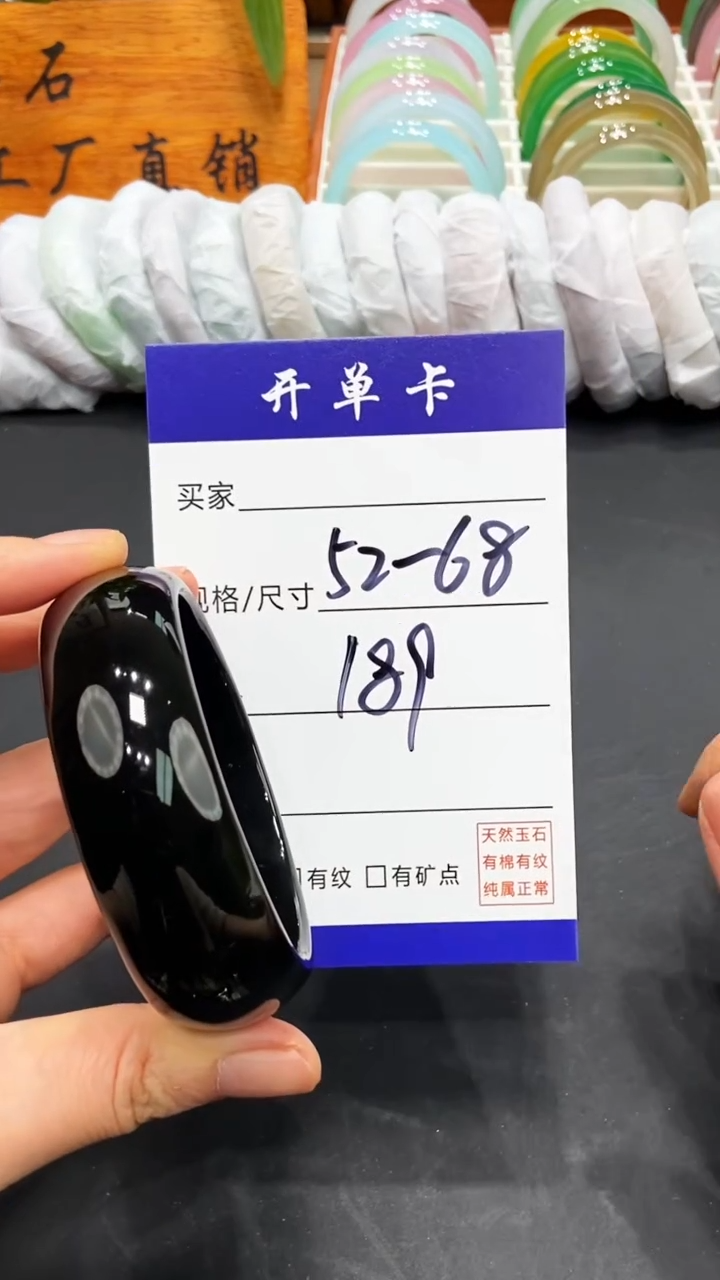 石
工厂直销
开单卡
买家
规格/尺寸 52-68
189
有纹 □有矿点
天然玉石
有棉有纹
纯属正常